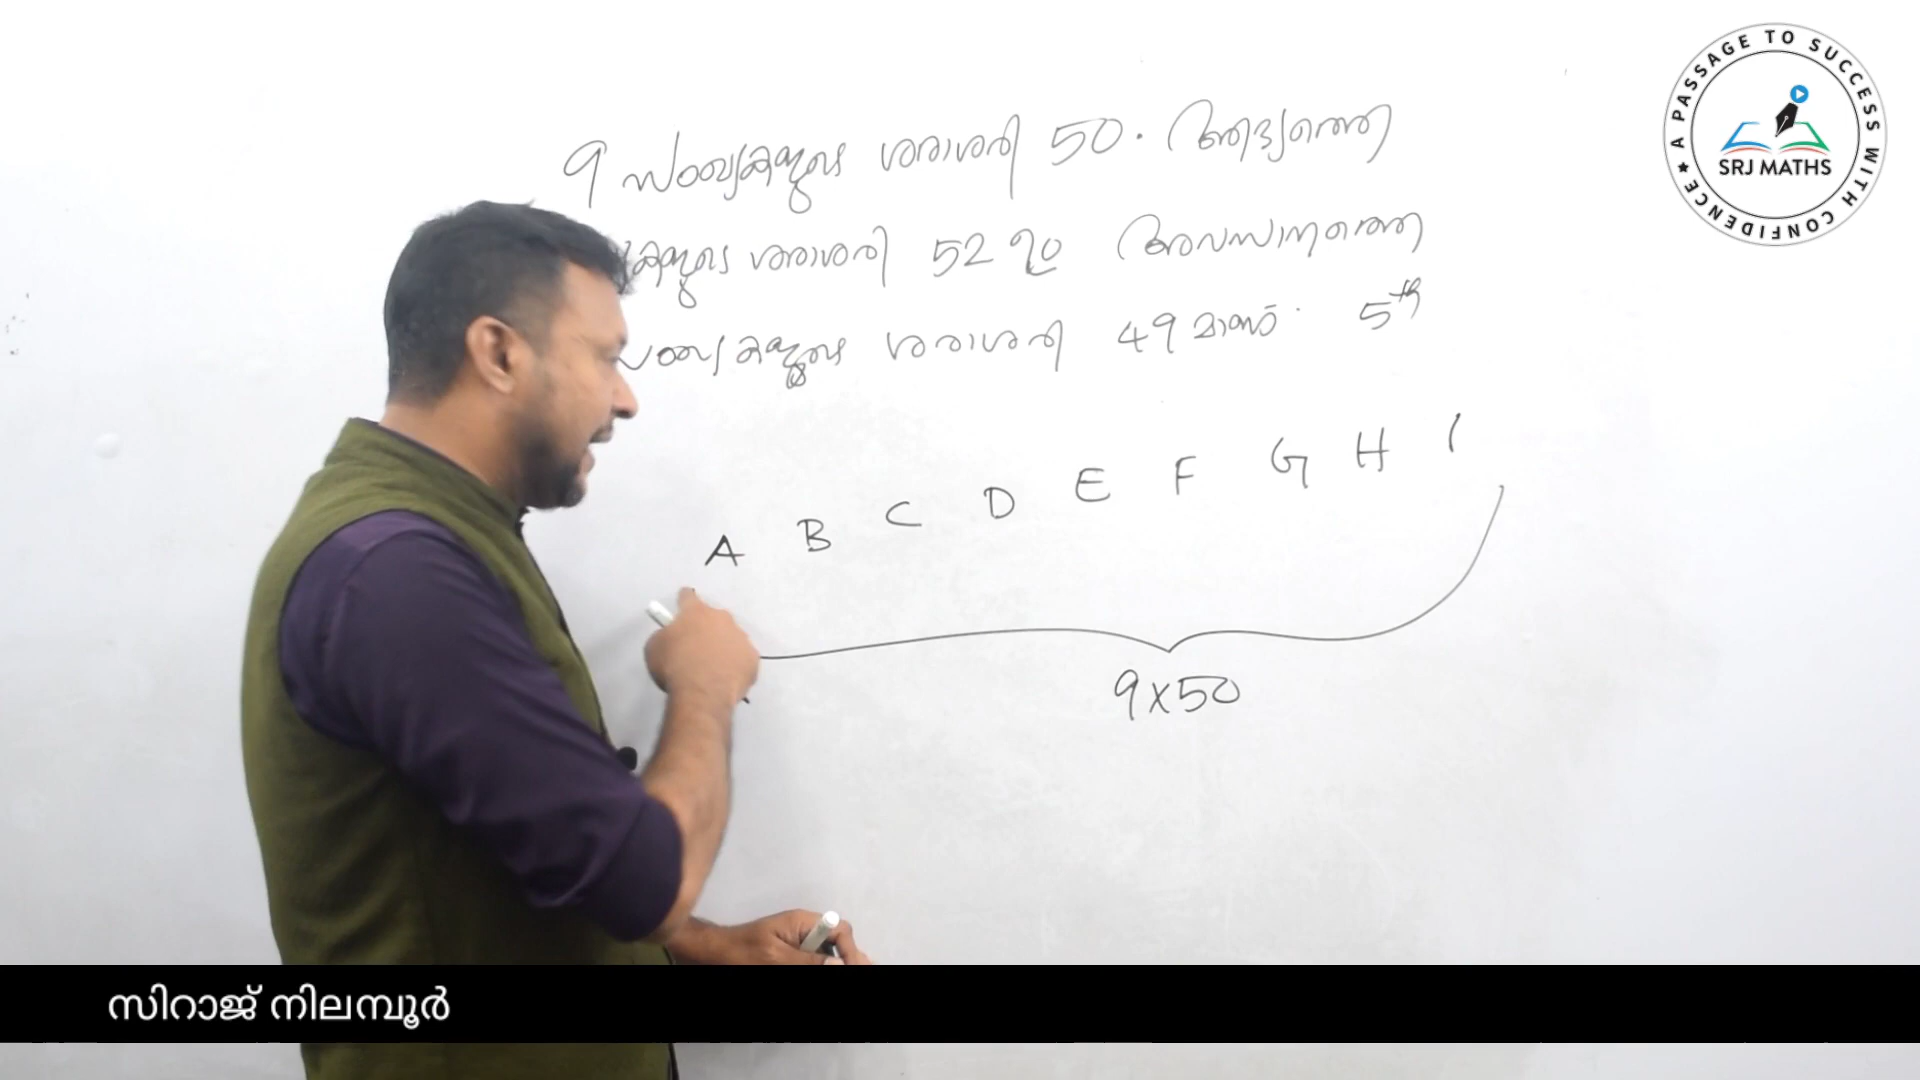 9 സംഖ്യകളുടെ ശരാശരി 50. ആദ്യത്തെ
ശരാശരി 52 ഉം അവസാനത്തെ
ശരാശരി 49 മാണ്. 5th
A B C D E F G H I
9x50
A PASSAGE TO SUCCESS WITH CONFIDENCE ★
SRJ MATHS
സിറാജ് നിലമ്പൂർ